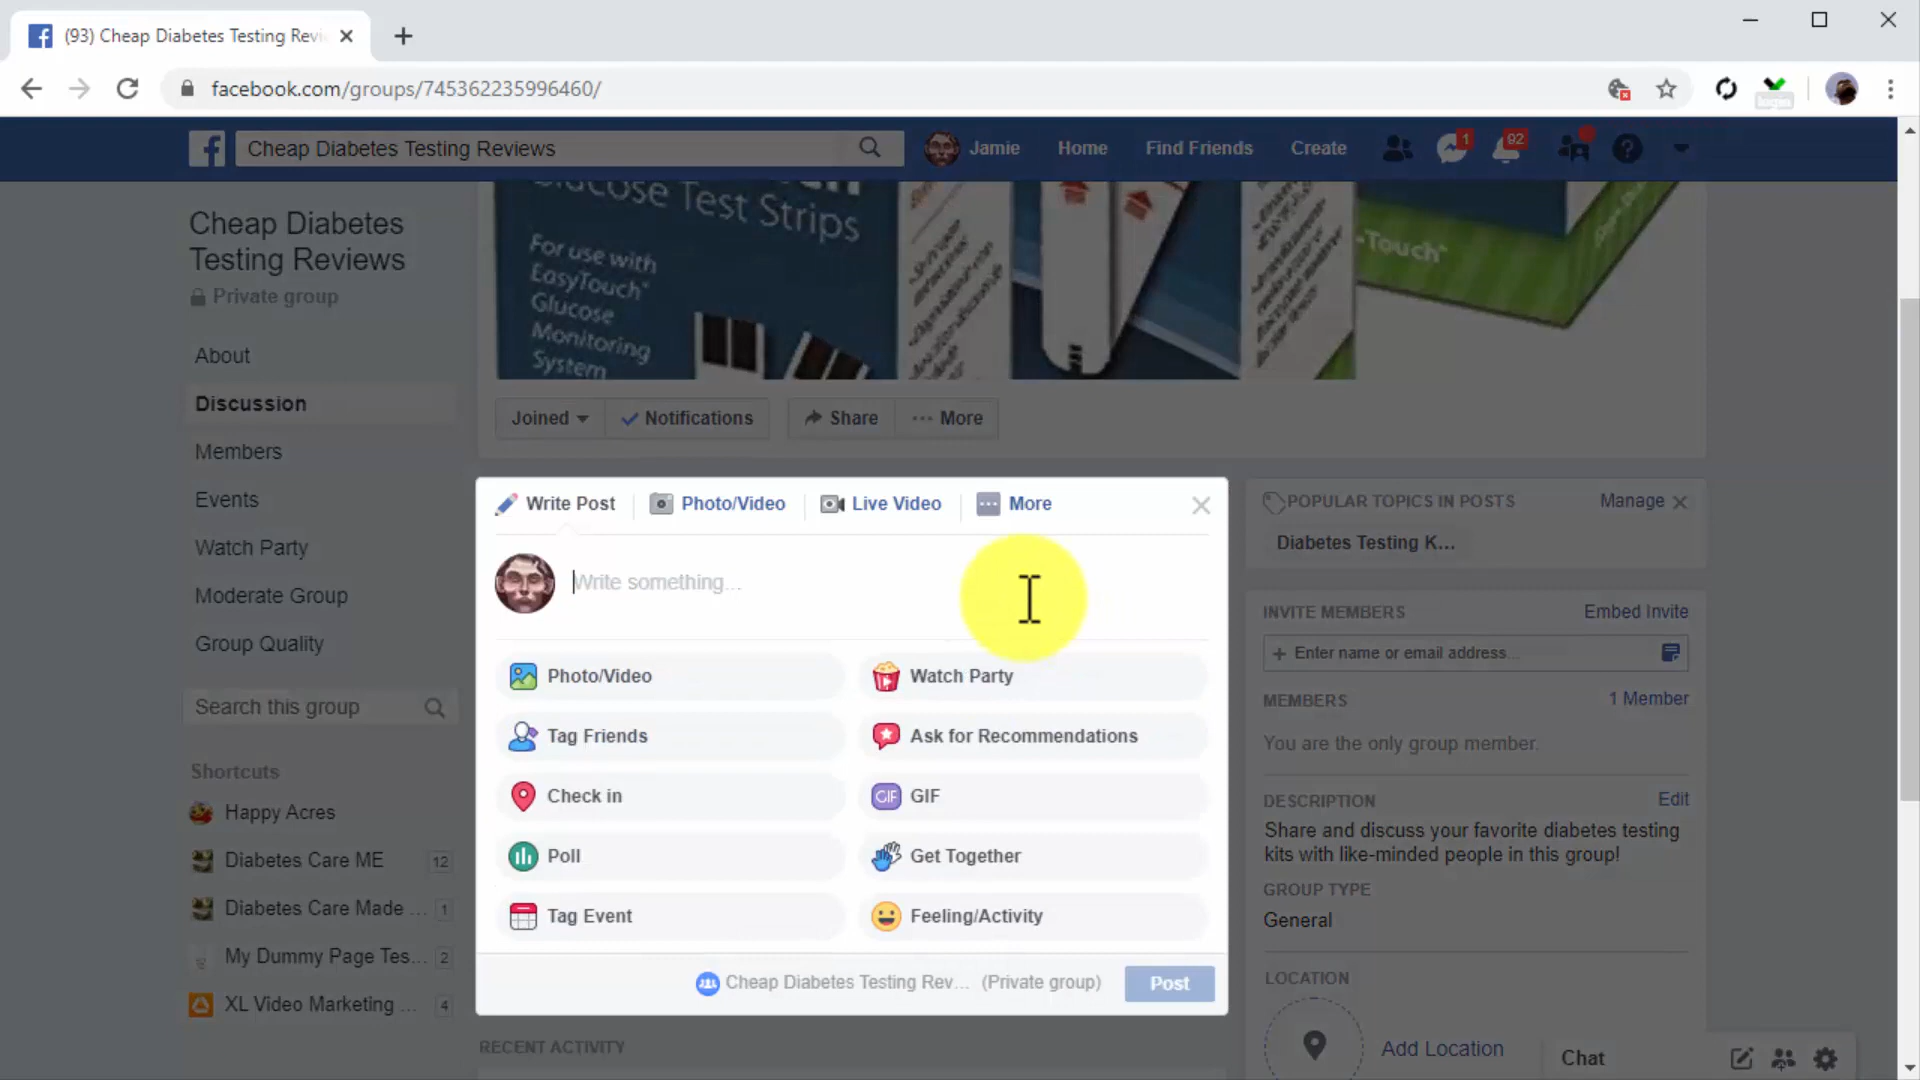 (93) Cheap Diabetes Testing Revi
facebook.com/groups/745362235996460/
login
Cheap Diabetes Testing Reviews
Jamie
Home
Find Friends
Create
1
92
Cheap Diabetes
Testing Reviews
Private group
About
Discussion
Members
Events
Watch Party
Moderate Group
Group Quality
Search this group
Shortcuts
Happy Acres
Diabetes Care ME 12
Diabetes Care Made ... 1
My Dummy Page Tes... 2
XL Video Marketing ... 4
Glucose Test Strips
For use with
EasyTouch
Glucose
Monitoring
System
-Touch
Joined
Notifications
Share
More
Write Post
Photo/Video
Live Video
More
Write something...
Photo/Video
Watch Party
Tag Friends
Ask for Recommendations
Check in
GIF
GIF
Poll
Get Together
Tag Event
Feeling/Activity
Cheap Diabetes Testing Rev... (Private group)
Post
RECENT ACTIVITY
POPULAR TOPICS IN POSTS
Manage
Diabetes Testing K...
INVITE MEMBERS
Embed Invite
+ Enter name or email address...
MEMBERS
1 Member
You are the only group member.
DESCRIPTION
Edit
Share and discuss your favorite diabetes testing
kits with like-minded people in this group!
GROUP TYPE
General
LOCATION
Add Location
Chat